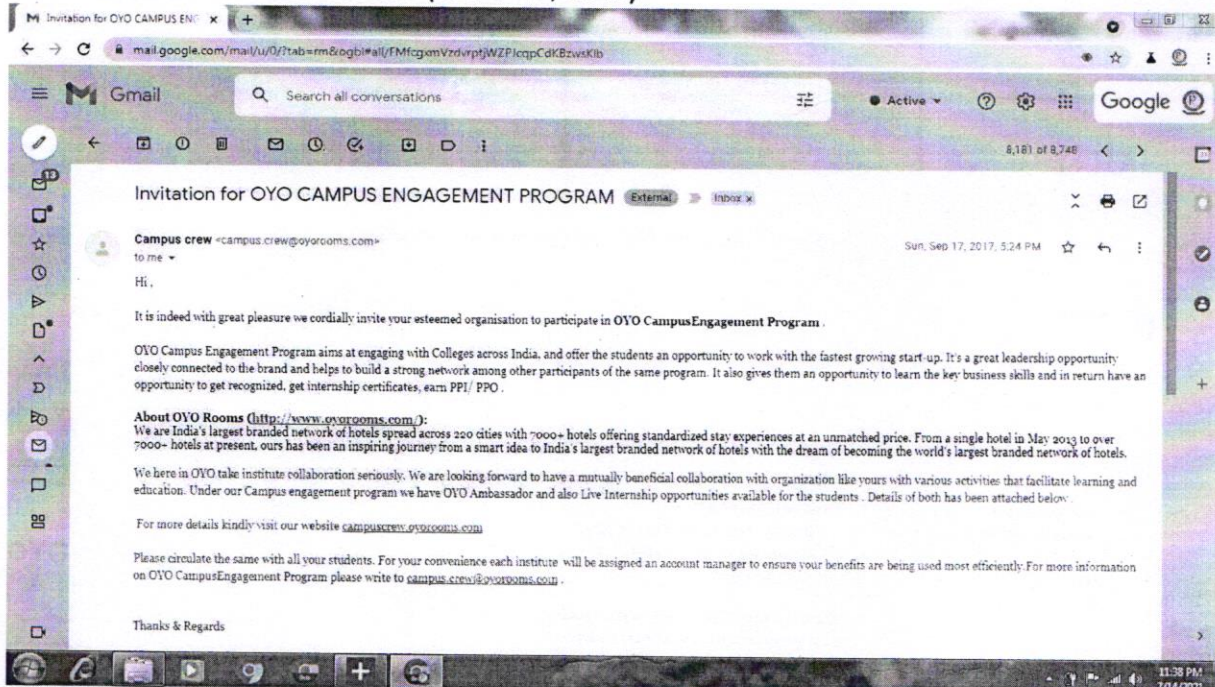 Invitation for OYO CAMPUS ENG
mail.google.com/mail/u/0/?tab=rm&ogbl#all/FMfcgxmVzdvrptjWZPJcqpCdKBzwsKlb
Gmail
Search all conversations
Active
Google
8,181 of 8,748
13
Invitation for OYO CAMPUS ENGAGEMENT PROGRAM External Inbox x
Campus crew <campus.crew@oyorooms.com>
Sun, Sep 17, 2017, 5:24 PM
to me
Hi ,
It is indeed with great pleasure we cordially invite your esteemed organisation to participate in OYO CampusEngagement Program .
OYO Campus Engagement Program aims at engaging with Colleges across India, and offer the students an opportunity to work with the fastest growing start-up. It's a great leadership opportunity
closely connected to the brand and helps to build a strong network among other participants of the same program. It also gives them an opportunity to learn the key business skills and in return have an
opportunity to get recognized, get internship certificates, earn PPI/ PPO .
About OYO Rooms (http://www.oyorooms.com/):
We are India's largest branded network of hotels spread across 220 cities with 7000+ hotels offering standardized stay experiences at an unmatched price. From a single hotel in May 2013 to over
7000+ hotels at present, ours has been an inspiring journey from a smart idea to India's largest branded network of hotels with the dream of becoming the world's largest branded network of hotels.
We here in OYO take institute collaboration seriously. We are looking forward to have a mutually beneficial collaboration with organization like yours with various activities that facilitate learning and
education. Under our Campus engagement program we have OYO Ambassador and also Live Internship opportunities available for the students . Details of both has been attached below .
For more details kindly visit our website campuscrew.oyorooms.com
Please circulate the same with all your students. For your convenience each institute will be assigned an account manager to ensure your benefits are being used most efficiently.For more information
on OYO CampusEngagement Program please write to campus.crew@oyorooms.com .
Thanks & Regards
11:38 PM
7/14/2021